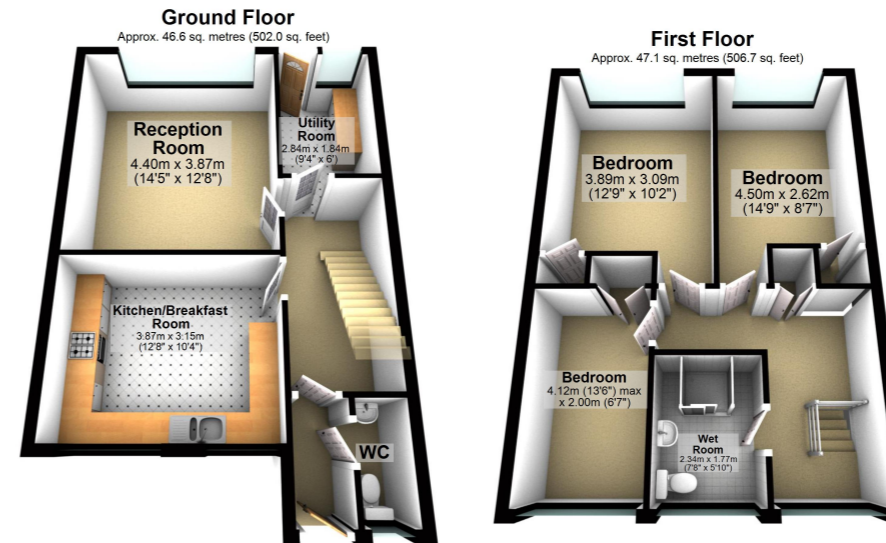 Ground Floor
Approx. 46.6 sq. metres (502.0 sq. feet)
Reception
Room
4.40m x 3.87m
(14'5" x 12'8")
Utility
Room
2.84m x 1.84m
(9'4" x 6')
Kitchen/Breakfast
Room
3.87m x 3.15m
(12'8" x 10'4")
WC
First Floor
Approx. 47.1 sq. metres (506.7 sq. feet)
Bedroom
3.89m x 3.09m
(12'9" x 10'2")
Bedroom
4.50m x 2.62m
(14'9" x 8'7")
Bedroom
4.12m (13'6") max
x 2.00m (6'7")
Wet
Room
2.34m x 1.77m
(7'8" x 5'10")